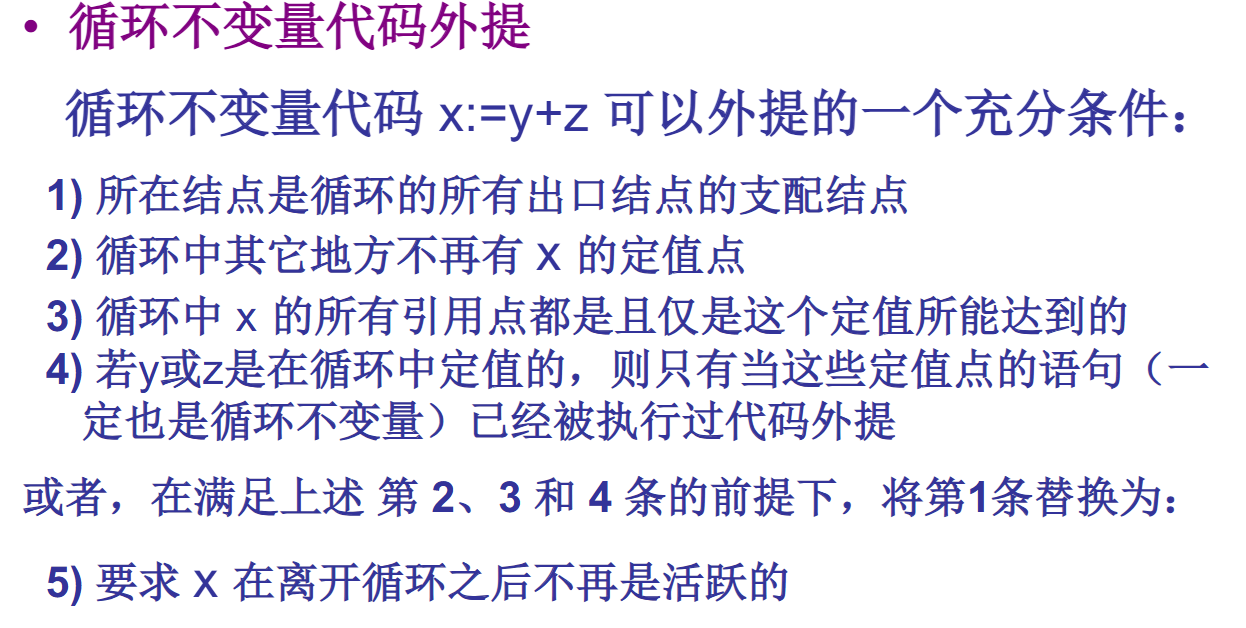 • 循环不变量代码外提
循环不变量代码 x:=y+z 可以外提的一个充分条件：
1) 所在结点是循环的所有出口结点的支配结点
2) 循环中其它地方不再有 x 的定值点
3) 循环中 x 的所有引用点都是且仅是这个定值所能达到的
4) 若y或z是在循环中定值的，则只有当这些定值点的语句（一
定也是循环不变量）已经被执行过代码外提
或者，在满足上述 第 2、3 和 4 条的前提下，将第1条替换为：
5) 要求 x 在离开循环之后不再是活跃的